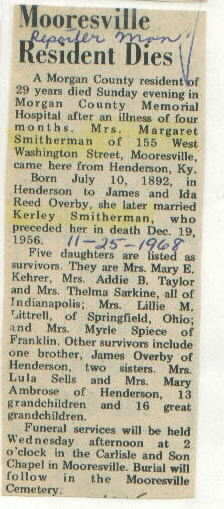 Mooresville
Reporter Mon
Resident Dies
A Morgan County resident of
29 years died Sunday evening in
Morgan County Memorial
Hospital after an illness of four
months. Mrs. Margaret
Smitherman of 155 West
Washington Street, Mooresville,
came here from Henderson, Ky.
Born July 10, 1892, in
Henderson to James and Ida
Reed Overby, she later married
Kerley Smitherman, who
preceded her in death Dec. 19,
1956. 11-25-1968
Five daughters are listed as
survivors. They are Mrs. Mary E.
Kehrer, Mrs. Addie B. Taylor
and Mrs. Thelma Sarkine, all of
Indianapolis; Mrs. Lillie M.
Littrell, of Springfield, Ohio;
and Mrs. Myrle Spiece of
Franklin. Other survivors include
one brother, James Overby of
Henderson, two sisters. Mrs.
Lula Sells and Mrs. Mary
Ambrose of Henderson, 13
grandchildren and 16 great
grandchildren.
Funeral services will be held
Wednesday afternoon at 2
o'clock in the Carlisle and Son
Chapel in Mooresville. Burial will
follow in the Mooresville
Cemetery.